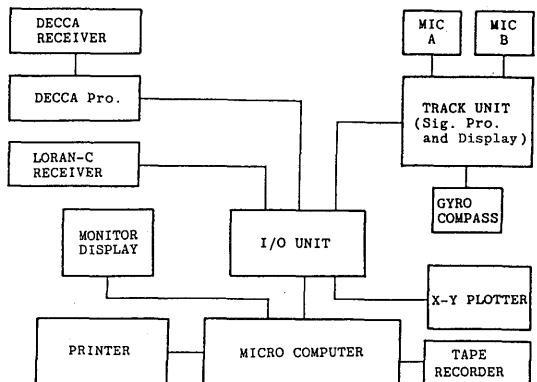 DECCA
RECEIVER
MIC
A
MIC
B
DECCA Pro.
TRACK UNIT
(Sig. Pro.
and Display)
LORAN-C
RECEIVER
GYRO
COMPASS
MONITOR
DISPLAY
I/O UNIT
X-Y PLOTTER
PRINTER
MICRO COMPUTER
TAPE
RECORDER